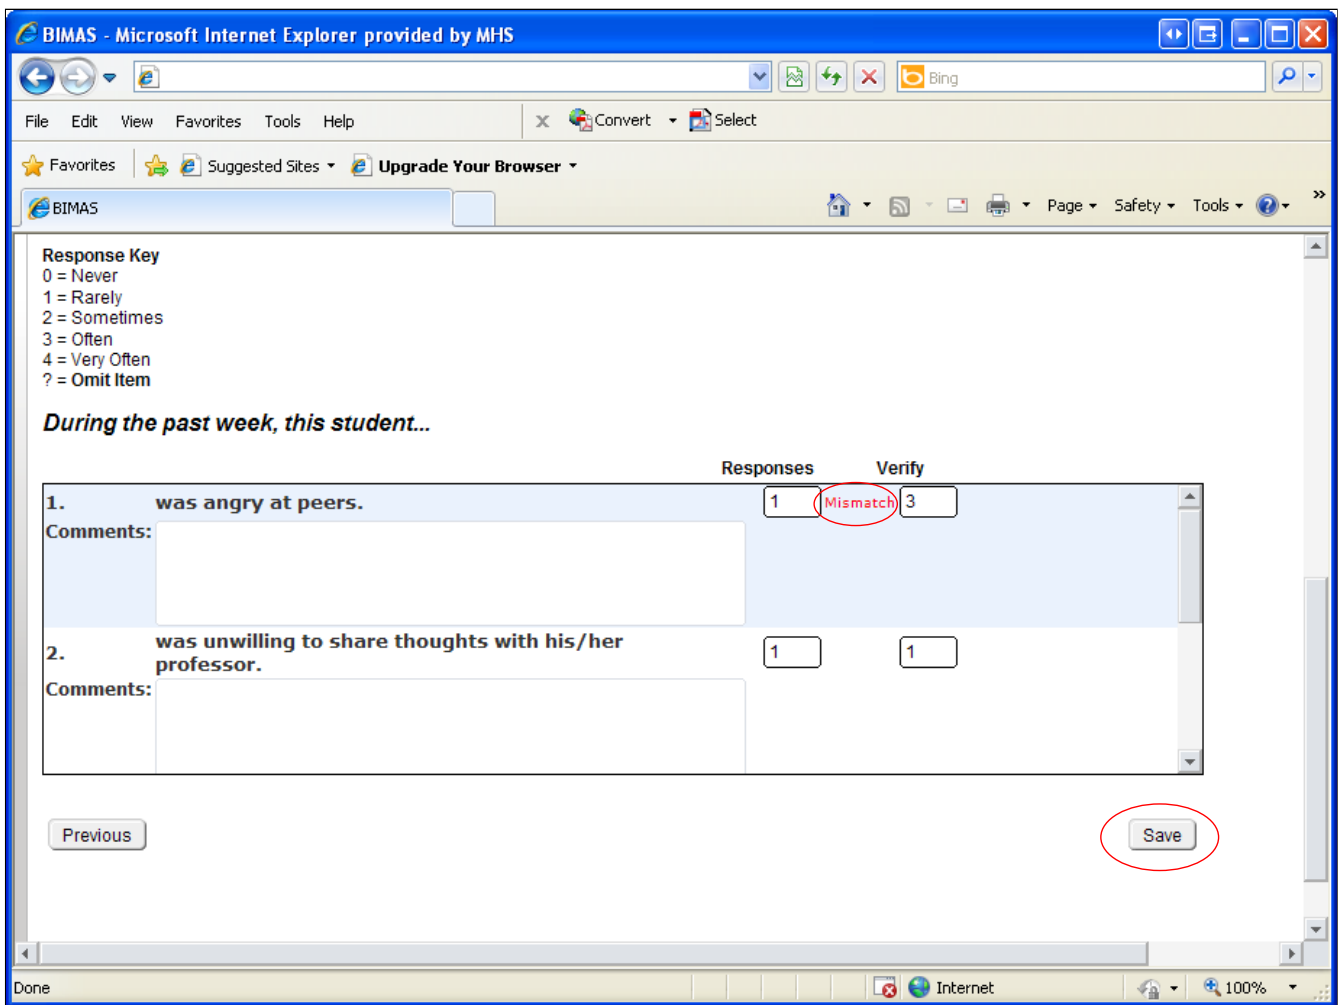 BIMAS - Microsoft Internet Explorer provided by MHS
Bing
File Edit View Favorites Tools Help x Convert Select
Favorites Suggested Sites Upgrade Your Browser
BIMAS Page Safety Tools »
Response Key
0 = Never
1 = Rarely
2 = Sometimes
3 = Often
4 = Very Often
? = Omit Item
During the past week, this student...
Responses Verify
1. was angry at peers. 1 Mismatch 3
Comments:
was unwilling to share thoughts with his/her
2. professor. 1 1
Comments:
Previous Save
Done Internet 100%